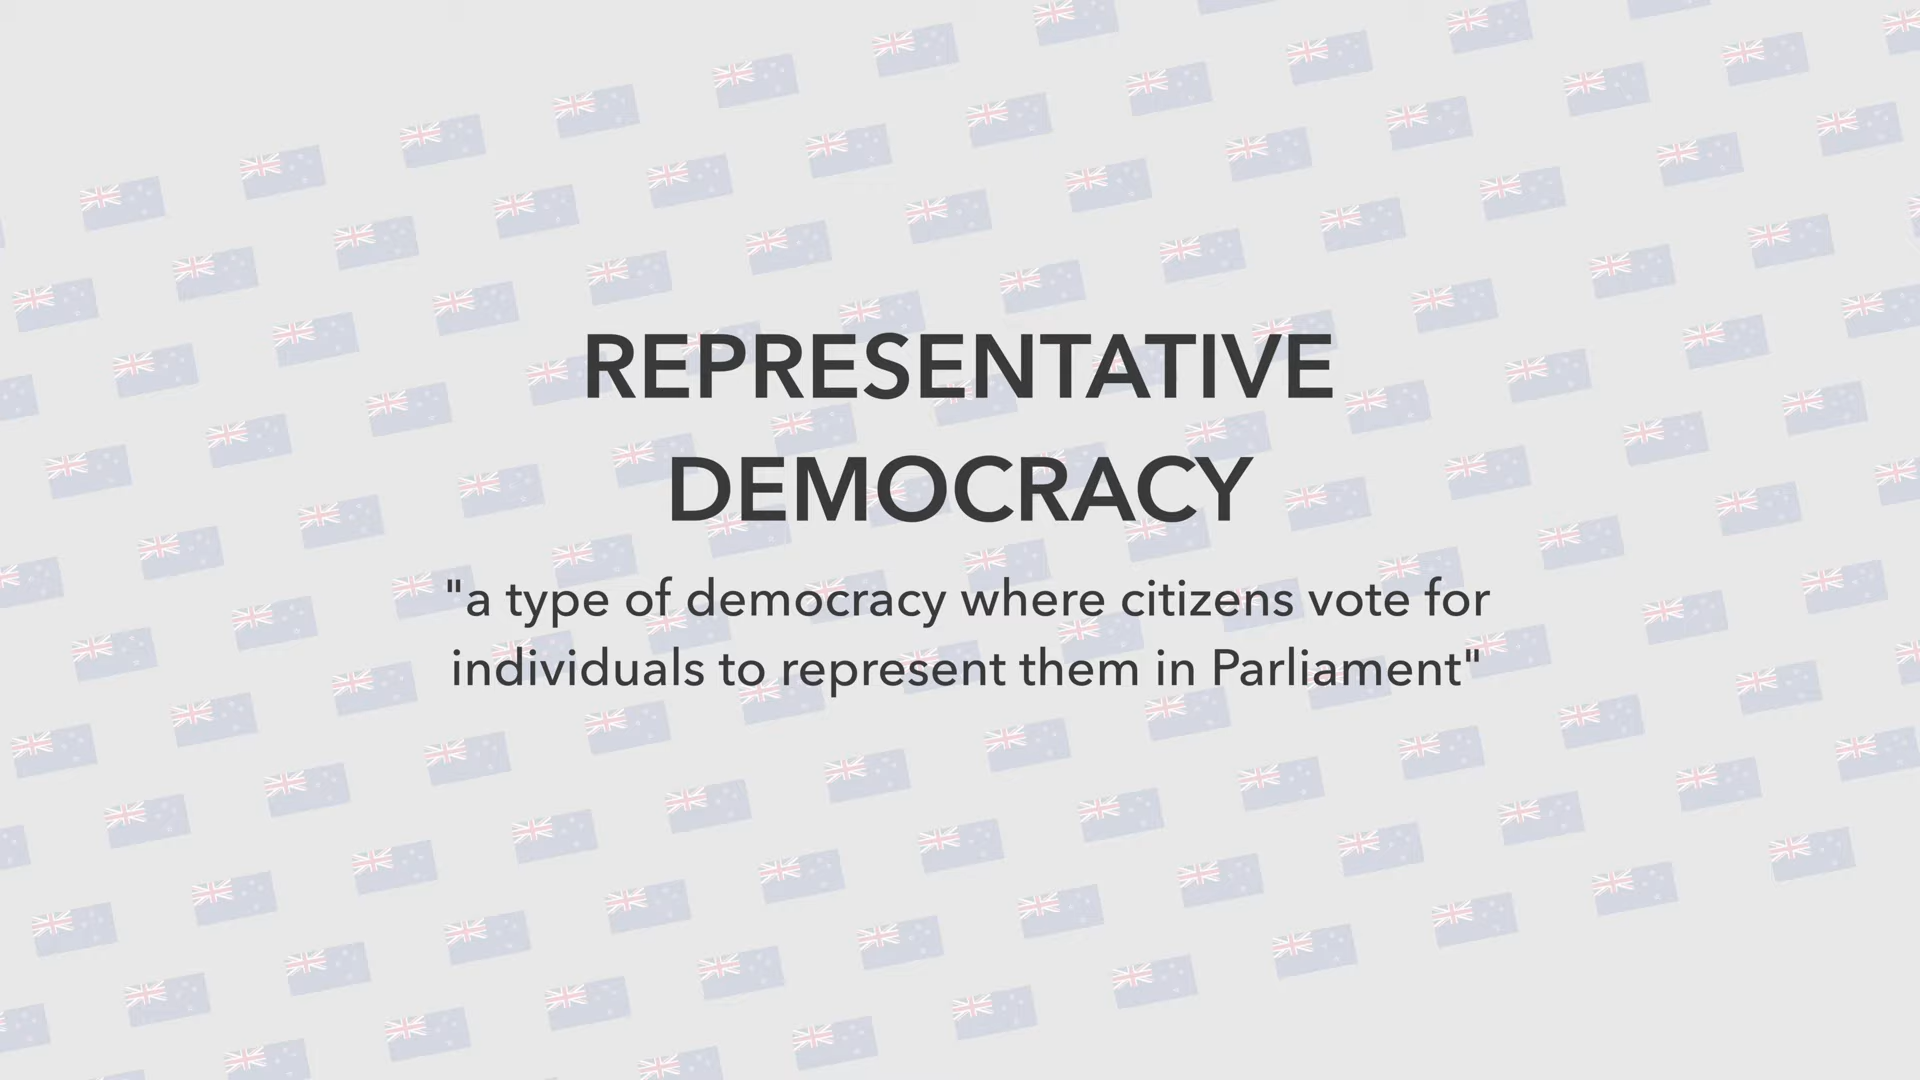 REPRESENTATIVE
DEMOCRACY
"a type of democracy where citizens vote for
individuals to represent them in Parliament"